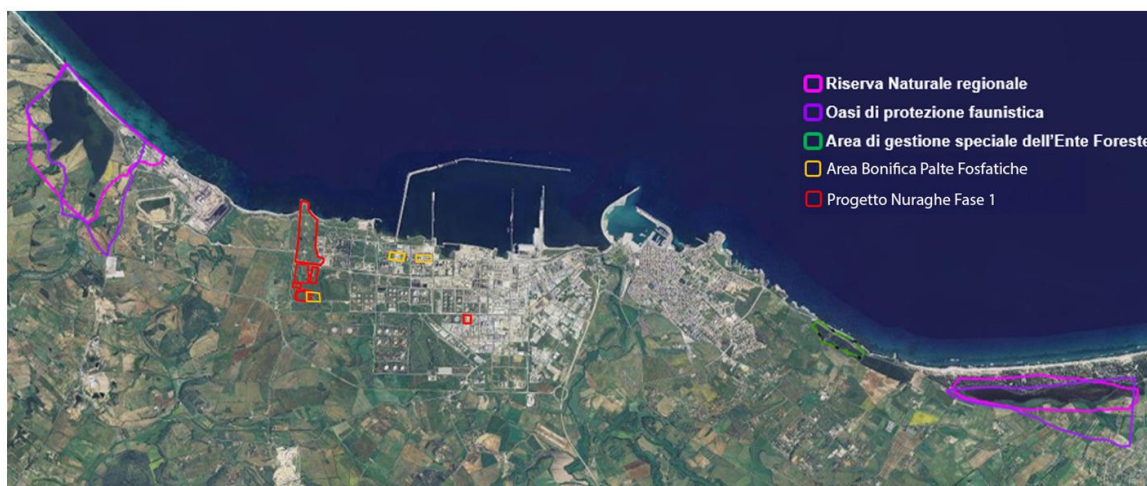 Riserva Naturale regionale
Oasi di protezione faunistica
Area di gestione speciale dell'Ente Foreste
Area Bonifica Palte Fosfatiche
Progetto Nuraghe Fase 1